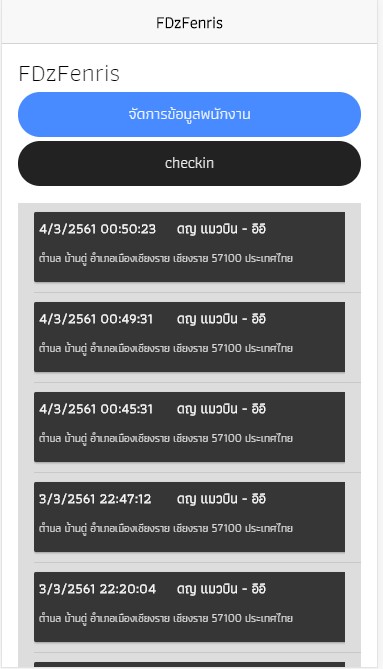 FDzFenris
FDzFenris
จัดการข้อมูลพนักงาน
checkin
4/3/2561 00:50:23 ดญ แมวบิน - อิอิ
ตำบล บ้านดู่ อำเภอเมืองเชียงราย เชียงราย 57100 ประเทศไทย
4/3/2561 00:49:31 ดญ แมวบิน - อิอิ
ตำบล บ้านดู่ อำเภอเมืองเชียงราย เชียงราย 57100 ประเทศไทย
4/3/2561 00:45:31 ดญ แมวบิน - อิอิ
ตำบล บ้านดู่ อำเภอเมืองเชียงราย เชียงราย 57100 ประเทศไทย
3/3/2561 22:47:12 ดญ แมวบิน - อิอิ
ตำบล บ้านดู่ อำเภอเมืองเชียงราย เชียงราย 57100 ประเทศไทย
3/3/2561 22:20:04 ดญ แมวบิน - อิอิ
ตำบล บ้านดู่ อำเภอเมืองเชียงราย เชียงราย 57100 ประเทศไทย